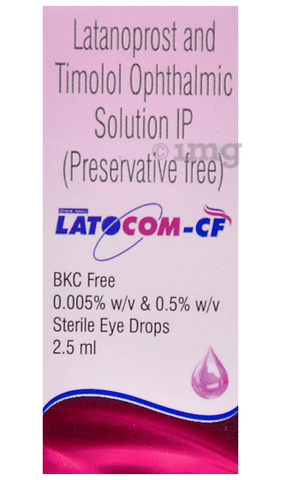 Latanoprost and
Timolol Ophthalmic
Solution IP
(Preservative free)
1mg
LATOCOM-CF
BKC Free
0.005% w/v & 0.5% w/v
Sterile Eye Drops
2.5 ml